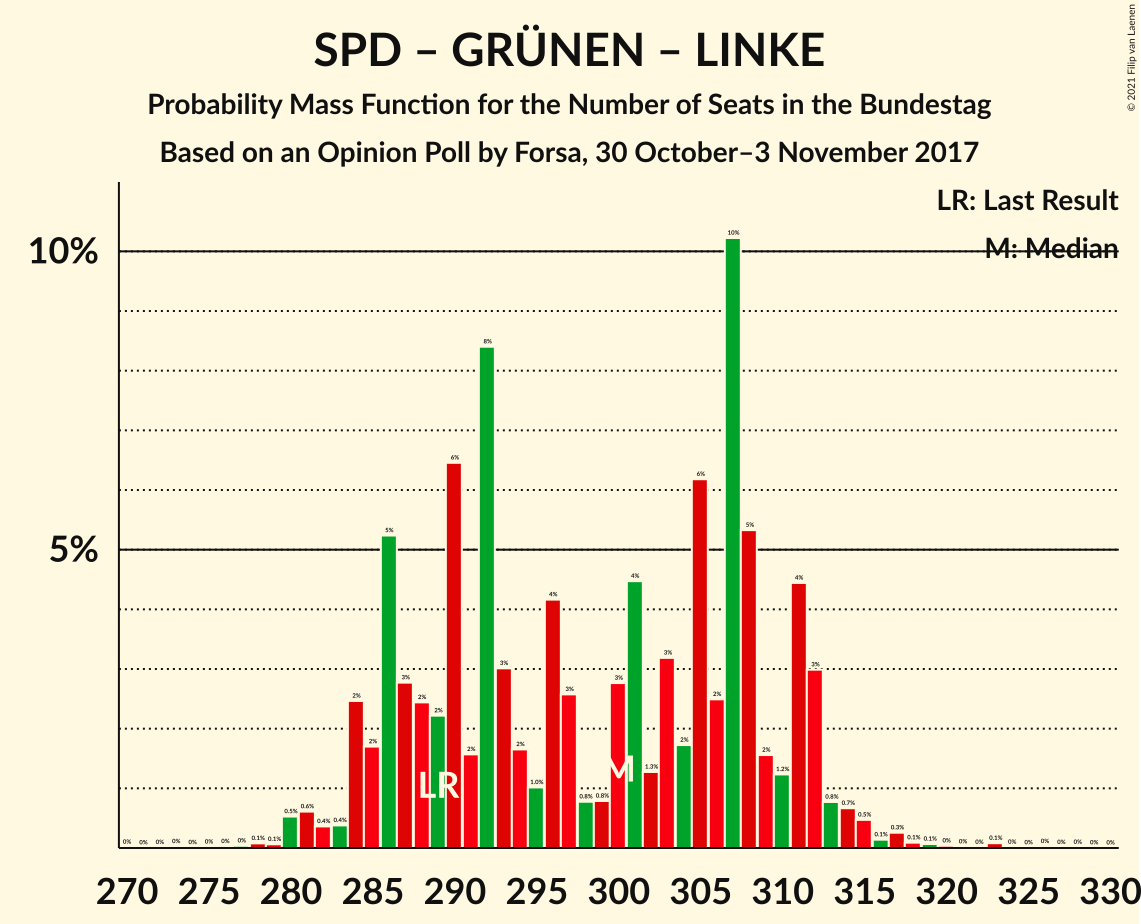 SPD – GRÜNEN – LINKE
Probability Mass Function for the Number of Seats in the Bundestag
Based on an Opinion Poll by Forsa, 30 October–3 November 2017
© 2021 Filip van Laenen
LR: Last Result
M: Median
10%
5%
0% 0% 0% 0% 0% 0% 0% 0% 0.1% 0.1% 0.5% 0.6% 0.4% 0.4% 2% 2% 5% 3% 2% 2% 6% 2% 8% 3% 2% 1.0% 4% 3% 0.8% 0.8% 3% 4% 1.3% 3% 2% 6% 2% 10% 5% 2% 1.2% 4% 3% 0.8% 0.7% 0.5% 0.1% 0.3% 0.1% 0.1% 0% 0% 0% 0.1% 0% 0% 0% 0% 0% 0% 0%
LR
M
270 275 280 285 290 295 300 305 310 315 320 325 330